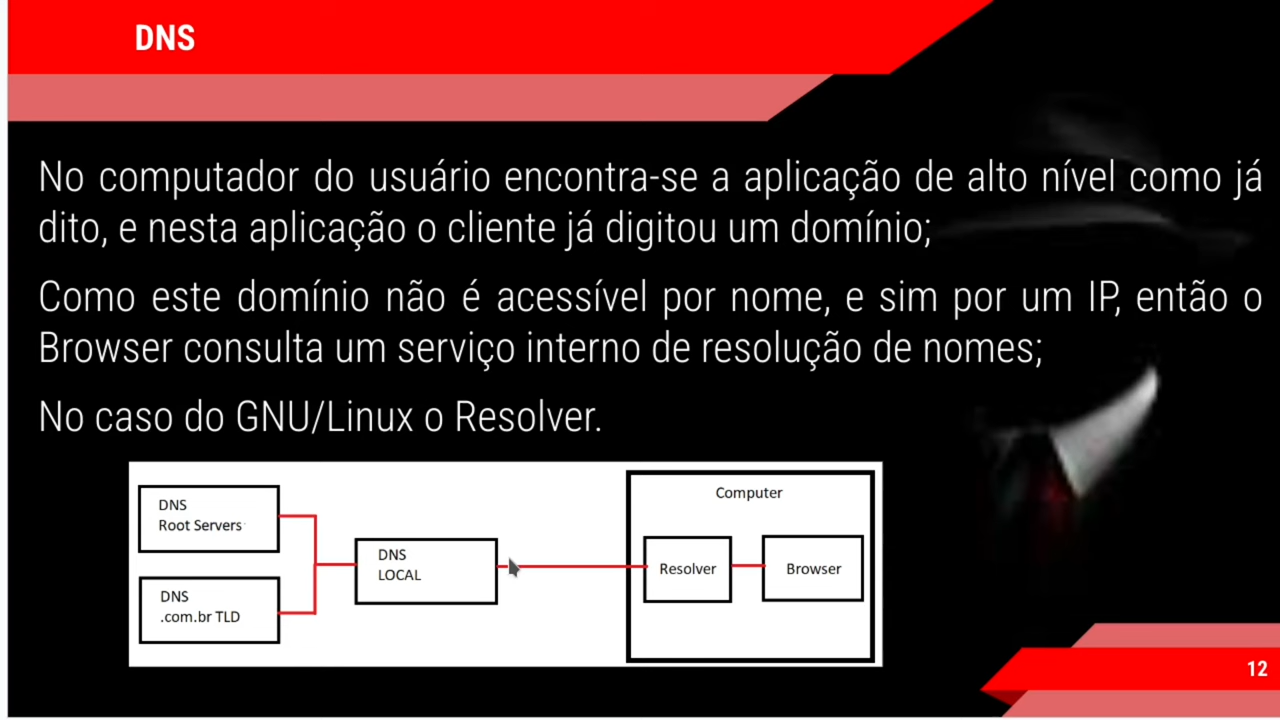 DNS
No computador do usuário encontra-se a aplicação de alto nível como já
dito, e nesta aplicação o cliente já digitou um domínio;
Como este domínio não é acessível por nome, e sim por um IP, então o
Browser consulta um serviço interno de resolução de nomes;
No caso do GNU/Linux o Resolver.
DNS
Root Servers
DNS
.com.br TLD
DNS
LOCAL
Computer
Resolver
Browser
12